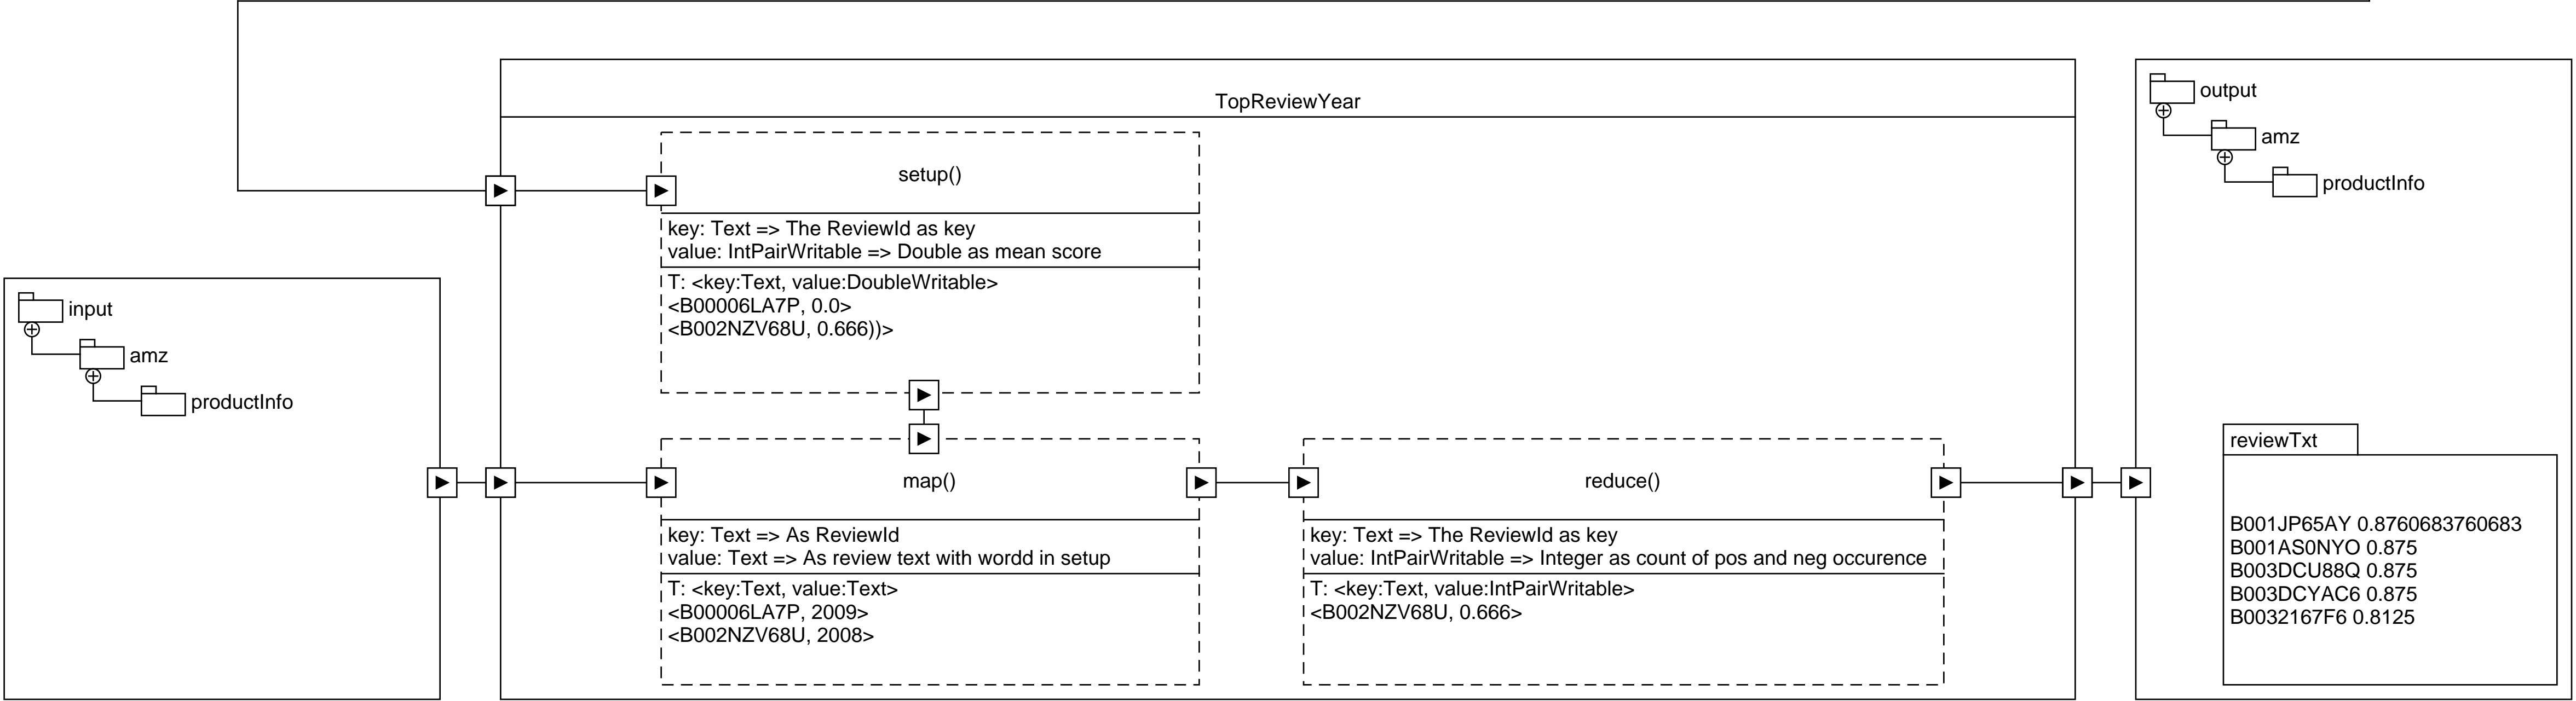 TopReviewYear
setup()
key: Text => The ReviewId as key
value: IntPairWritable => Double as mean score
T: <key:Text, value:DoubleWritable>
<B00006LA7P, 0.0>
<B002NZV68U, 0.666))>
input
amz
productInfo
map()
key: Text => As ReviewId
value: Text => As review text with wordd in setup
T: <key:Text, value:Text>
<B00006LA7P, 2009>
<B002NZV68U, 2008>
reduce()
key: Text => The ReviewId as key
value: IntPairWritable => Integer as count of pos and neg occurence
T: <key:Text, value:IntPairWritable>
<B002NZV68U, 0.666>
output
amz
productInfo
reviewTxt
B001JP65AY 0.8760683760683
B001AS0NYO 0.875
B003DCU88Q 0.875
B003DCYAC6 0.875
B0032167F6 0.8125